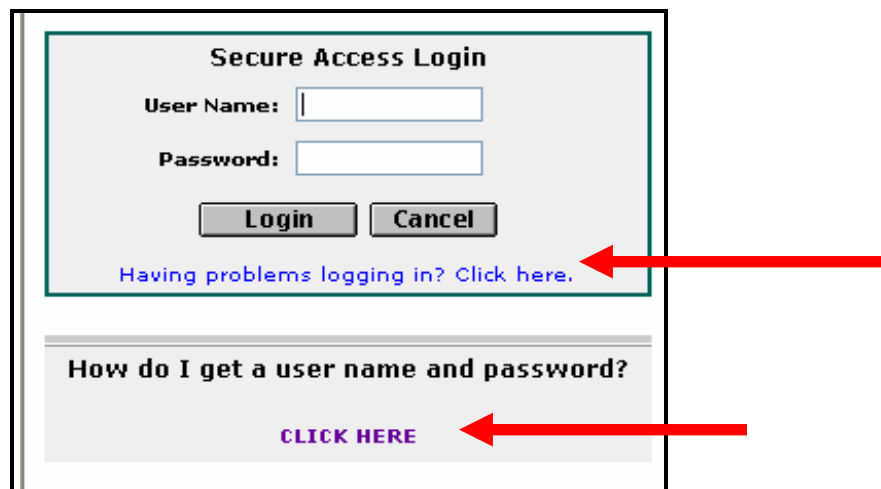 Secure Access Login
User Name:
Password:
Login Cancel
Having problems logging in? Click here.
How do I get a user name and password?
CLICK HERE